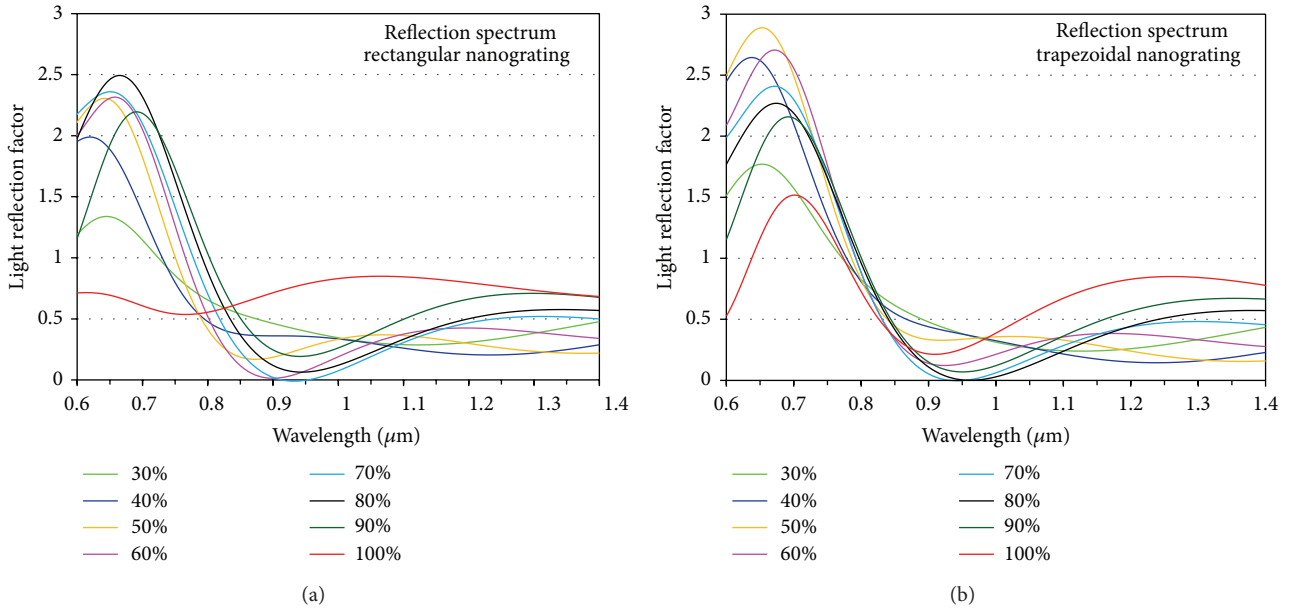 Reflection spectrum
rectangular nanograting
Light reflection factor
3
2.5
2
1.5
1
0.5
0
0.6 0.7 0.8 0.9 1 1.1 1.2 1.3 1.4
Wavelength (μm)
30%
40%
50%
60%
70%
80%
90%
100%
(a)
Reflection spectrum
trapezoidal nanograting
Light reflection factor
3
2.5
2
1.5
1
0.5
0
0.6 0.7 0.8 0.9 1 1.1 1.2 1.3 1.4
Wavelength (μm)
30%
40%
50%
60%
70%
80%
90%
100%
(b)